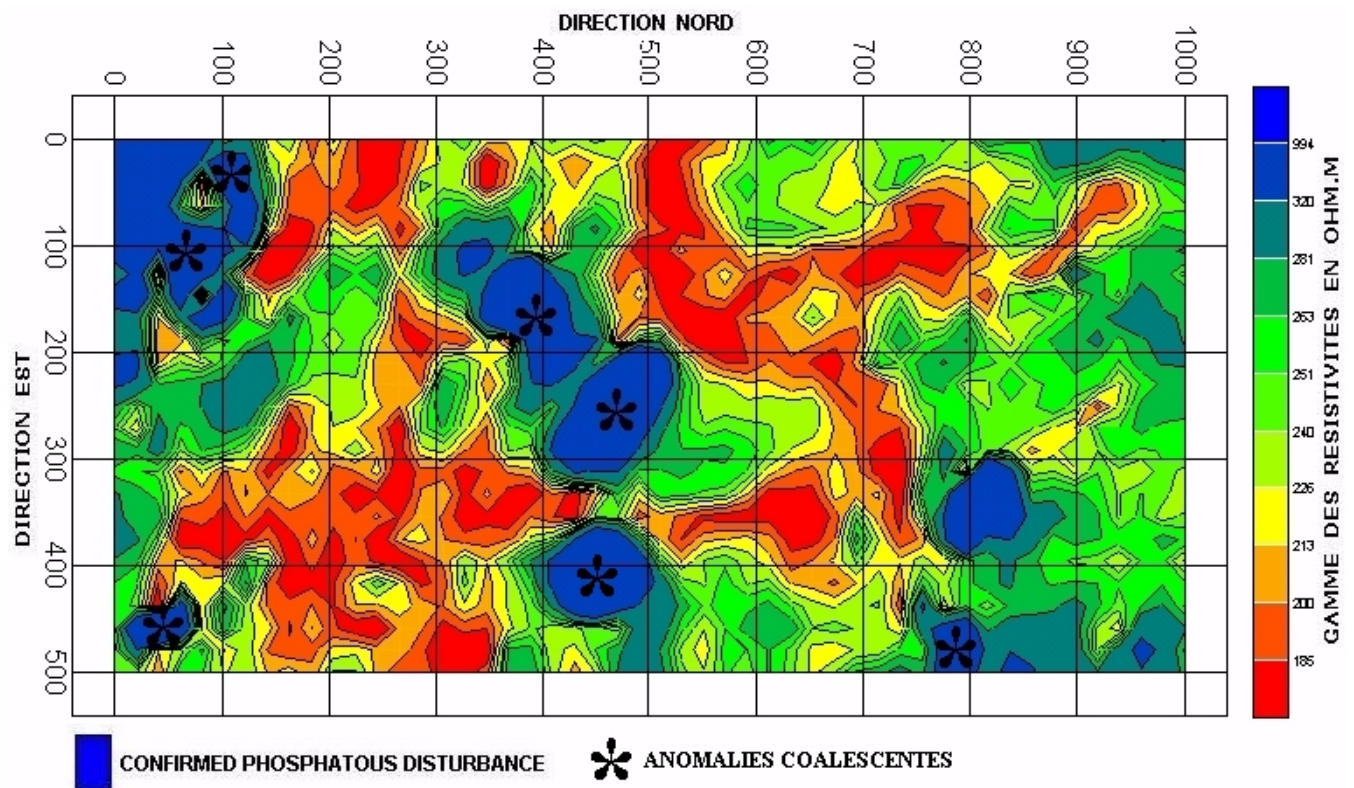 DIRECTION NORD
0 100 200 300 400 500 600 700 800 900 1000
DIRECTION EST
0
100
200
300
400
500
994
320
281
263
251
240
226
213
200
185
GAMME DES RESISTIVITES EN OHM.M
CONFIRMED PHOSPHATOUS DISTURBANCE
ANOMALIES COALESCENTES